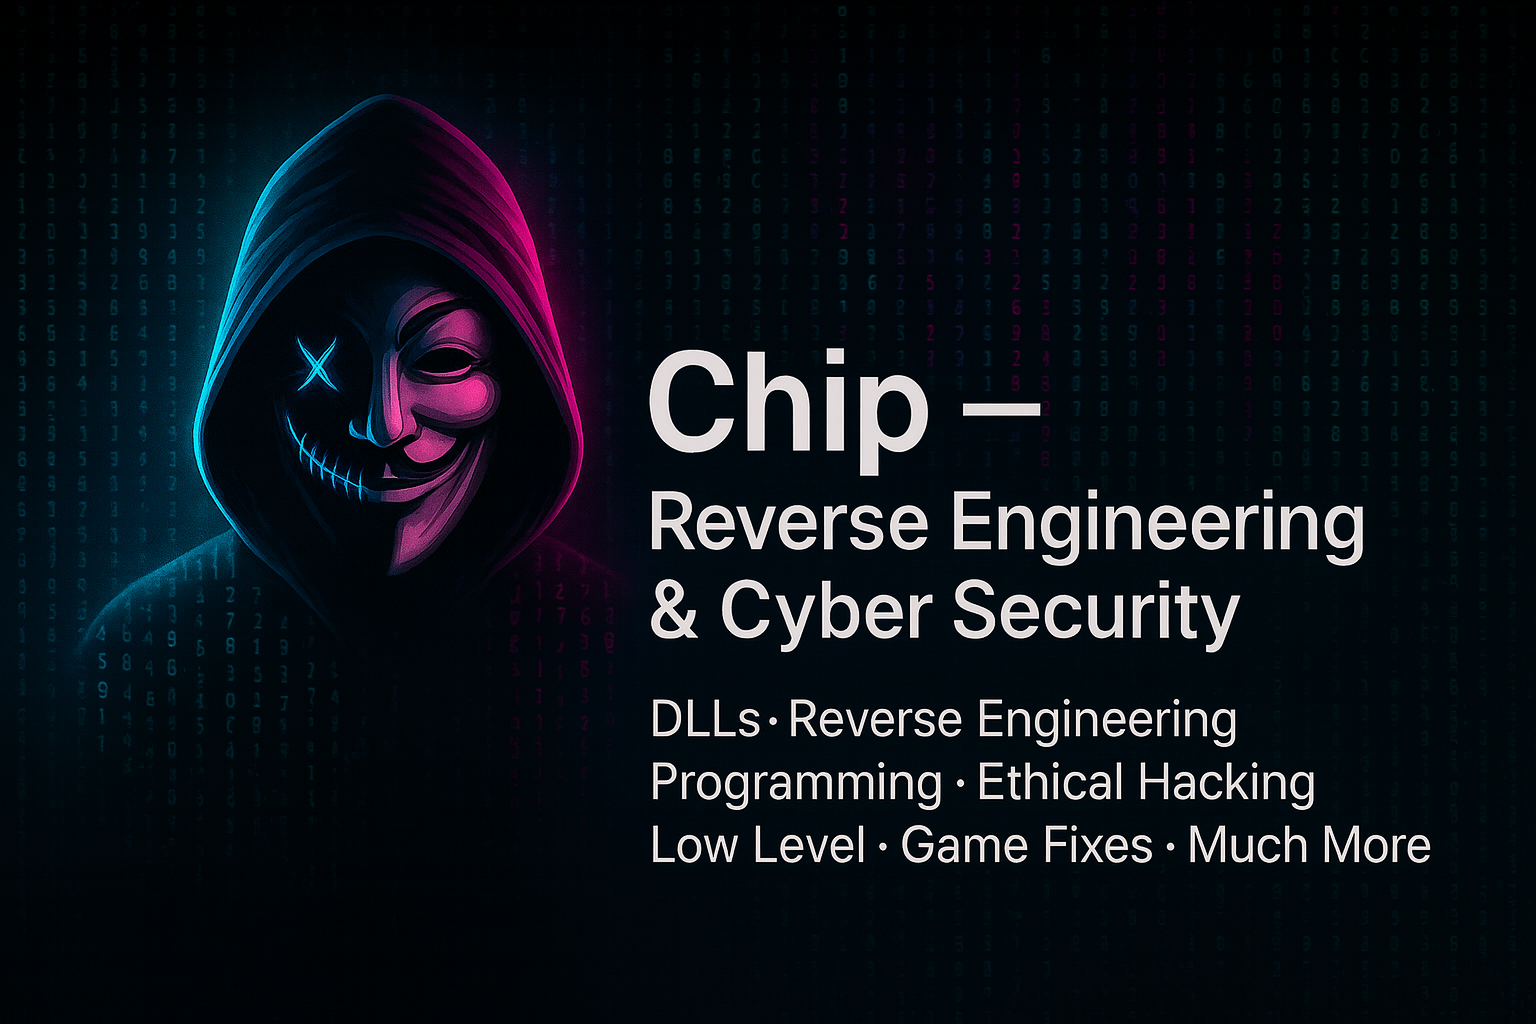 Chip —
Reverse Engineering
& Cyber Security
DLLs · Reverse Engineering
Programming · Ethical Hacking
Low Level · Game Fixes · Much More